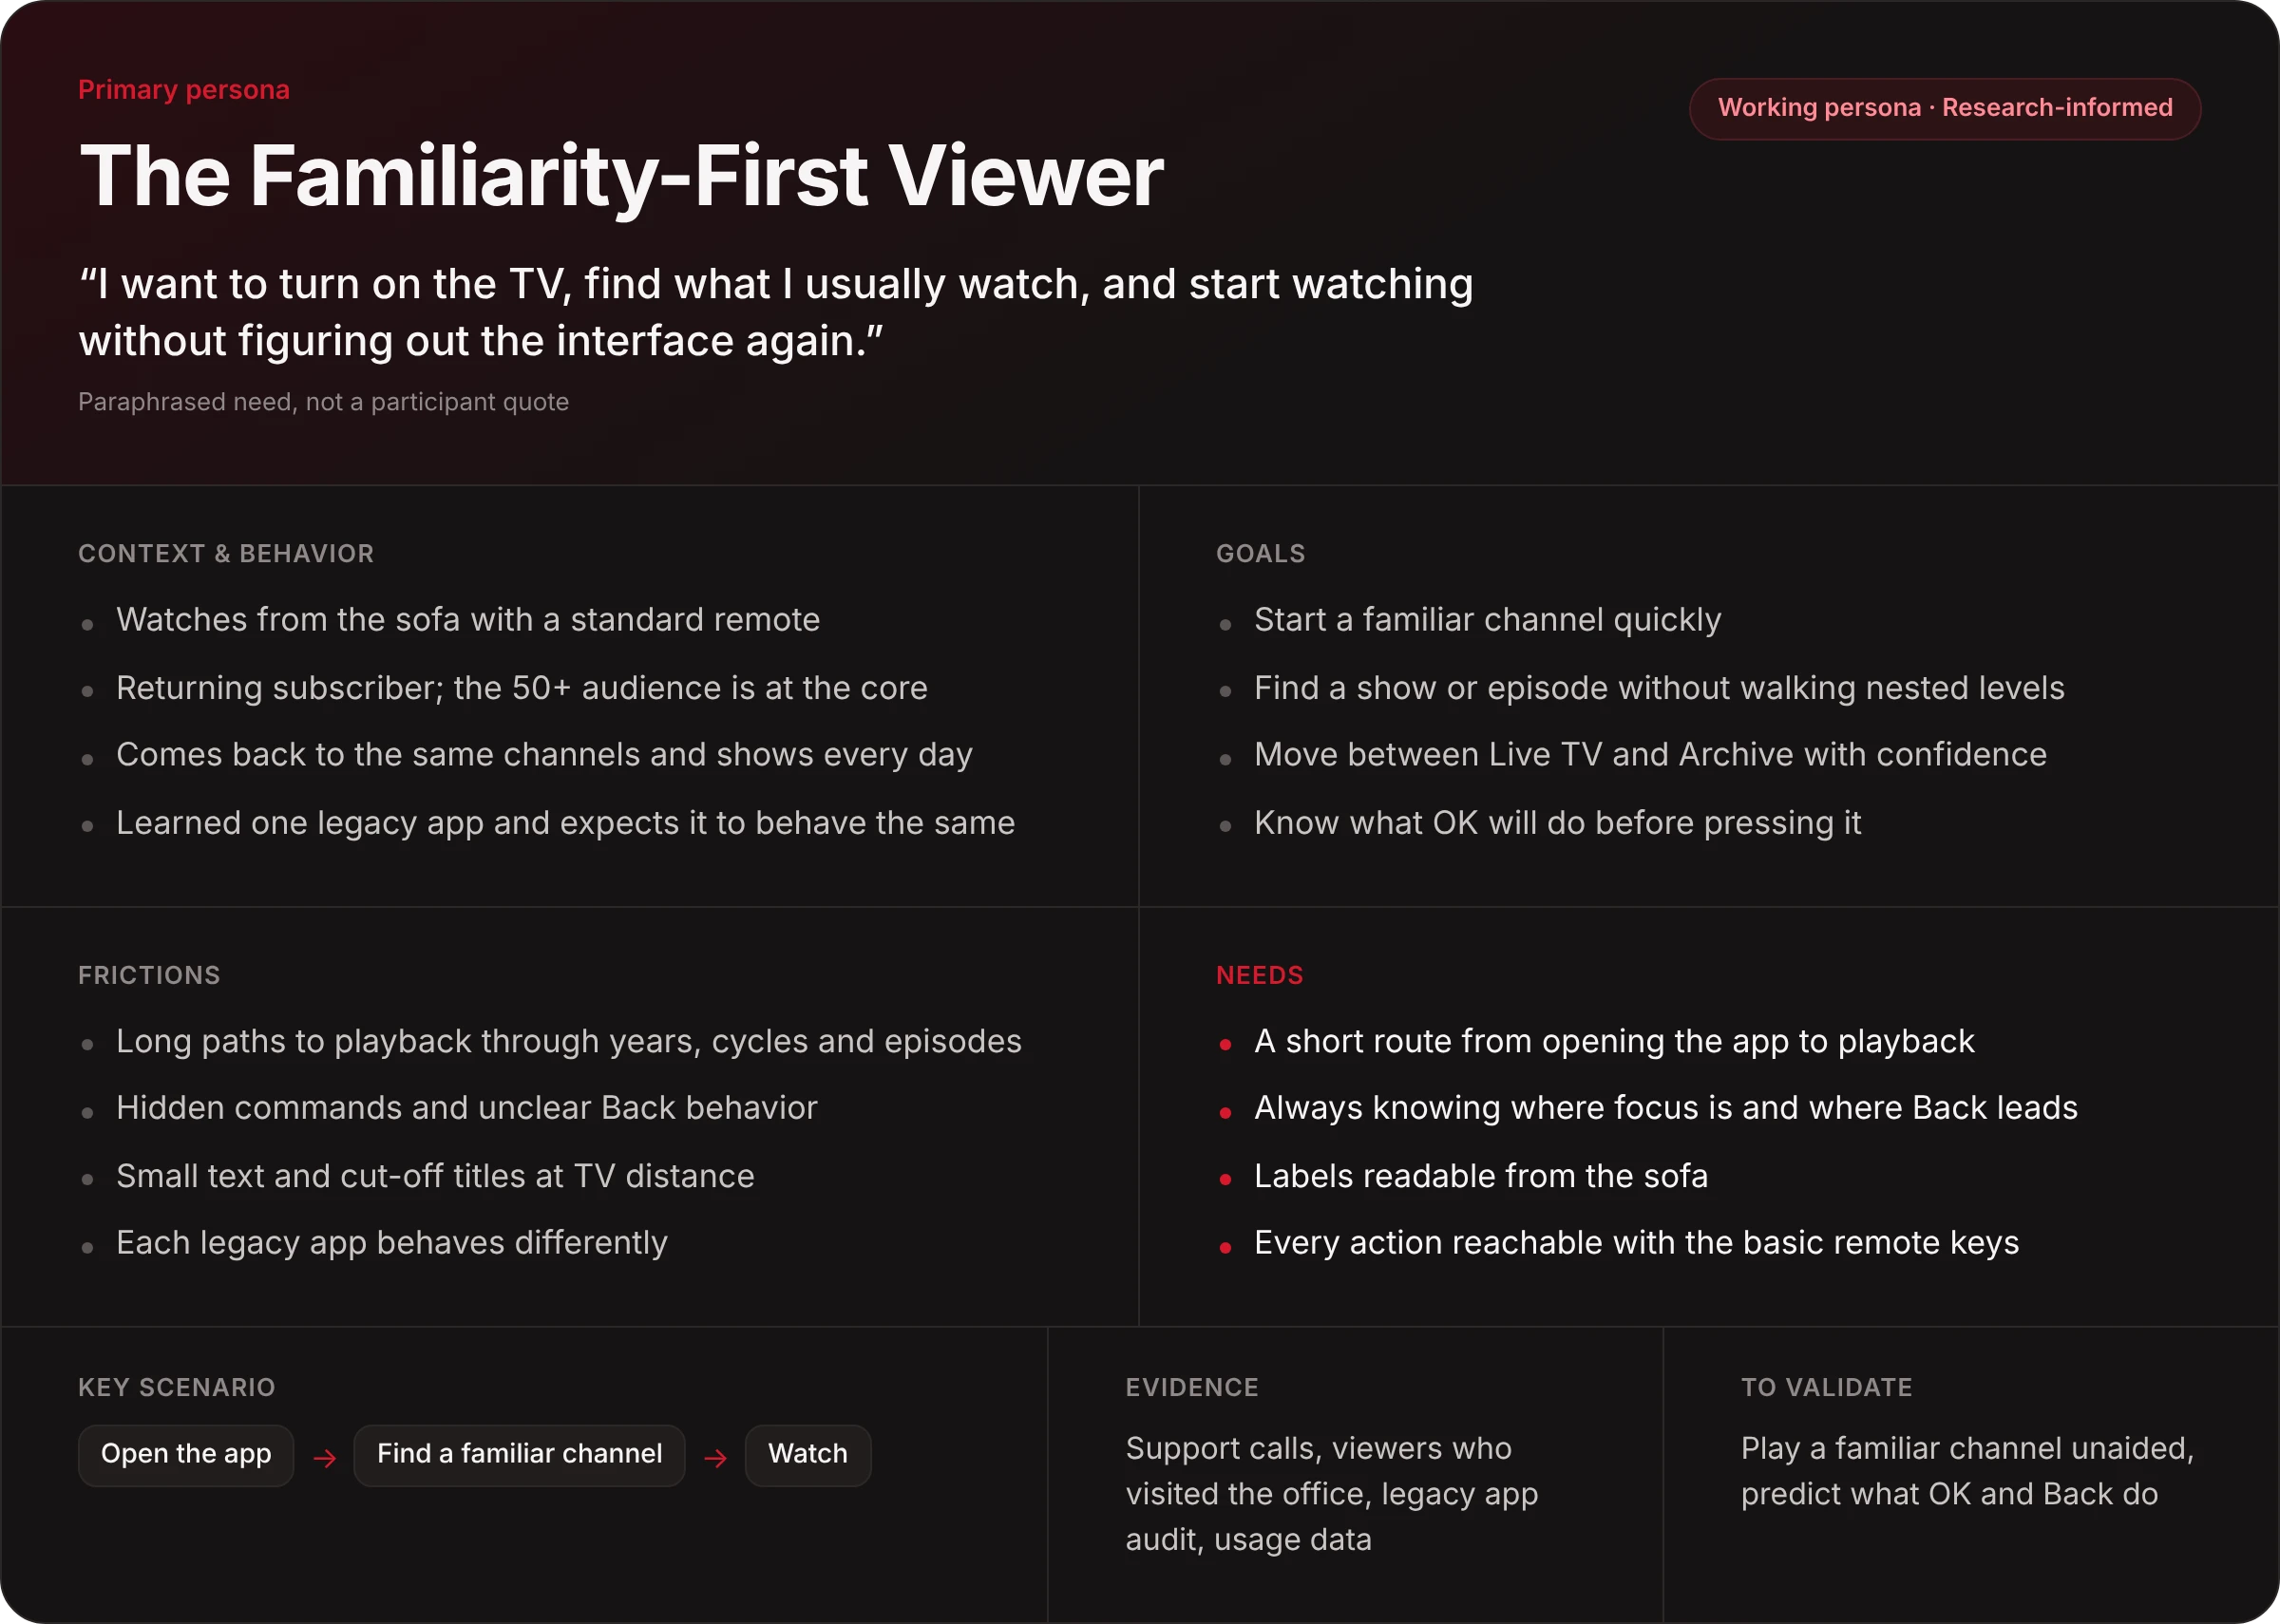 Primary persona
Working persona · Research-informed
The Familiarity-First Viewer
“I want to turn on the TV, find what I usually watch, and start watching
without figuring out the interface again.”
Paraphrased need, not a participant quote
CONTEXT & BEHAVIOR
• Watches from the sofa with a standard remote
• Returning subscriber; the 50+ audience is at the core
• Comes back to the same channels and shows every day
• Learned one legacy app and expects it to behave the same
GOALS
• Start a familiar channel quickly
• Find a show or episode without walking nested levels
• Move between Live TV and Archive with confidence
• Know what OK will do before pressing it
FRICTIONS
• Long paths to playback through years, cycles and episodes
• Hidden commands and unclear Back behavior
• Small text and cut-off titles at TV distance
• Each legacy app behaves differently
NEEDS
• A short route from opening the app to playback
• Always knowing where focus is and where Back leads
• Labels readable from the sofa
• Every action reachable with the basic remote keys
KEY SCENARIO
Open the app → Find a familiar channel → Watch
EVIDENCE
Support calls, viewers who
visited the office, legacy app
audit, usage data
TO VALIDATE
Play a familiar channel unaided,
predict what OK and Back do